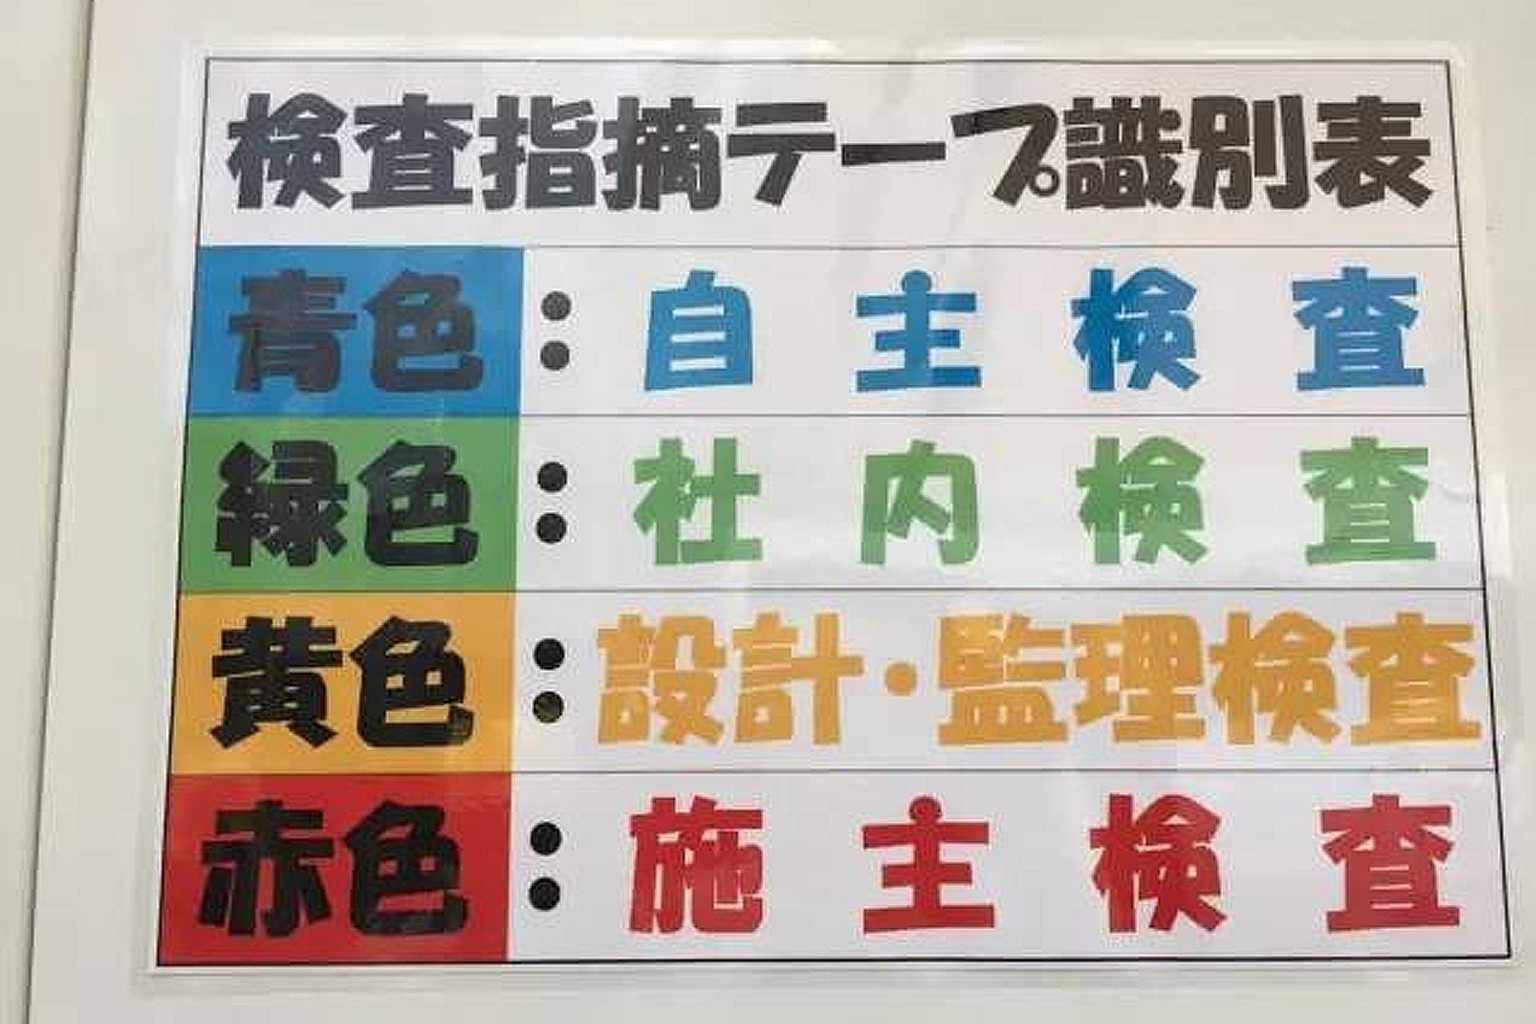 検査指摘テープ識別表
青色：自主検査
緑色：社内検査
黄色：設計・監理検査
赤色：施主検査